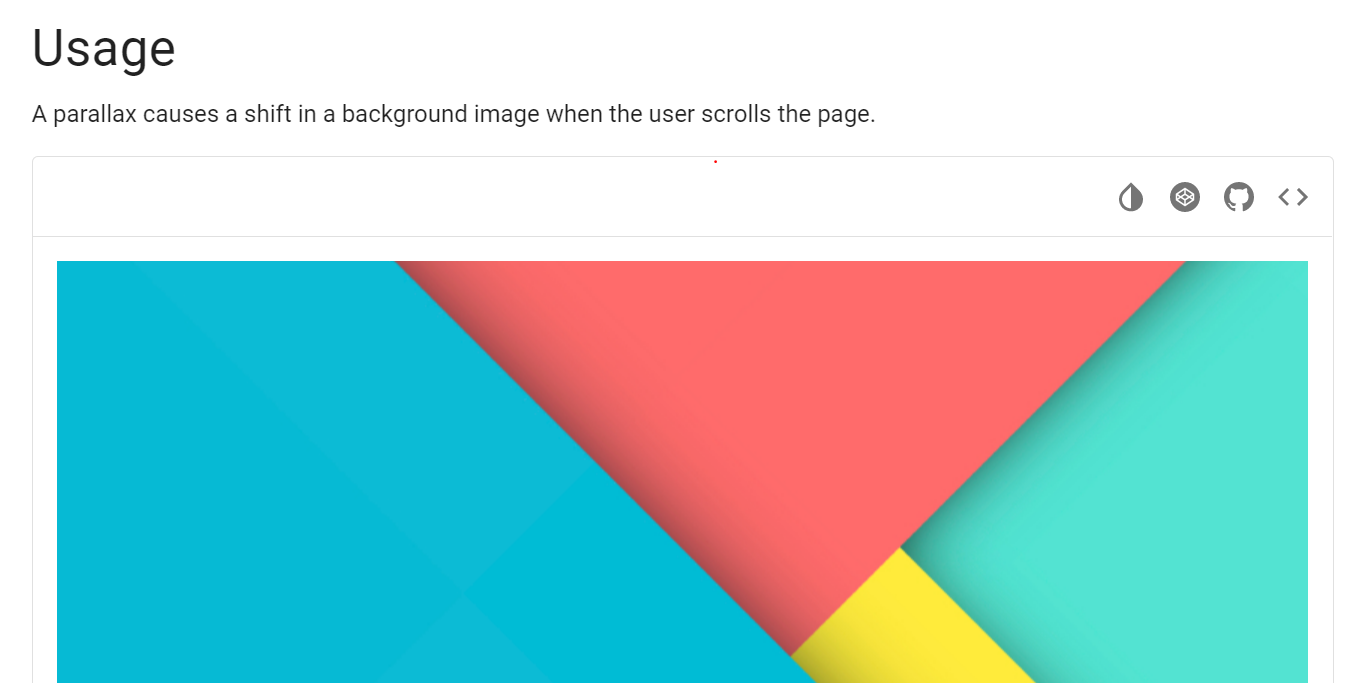 Usage
A parallax causes a shift in a background image when the user scrolls the page.